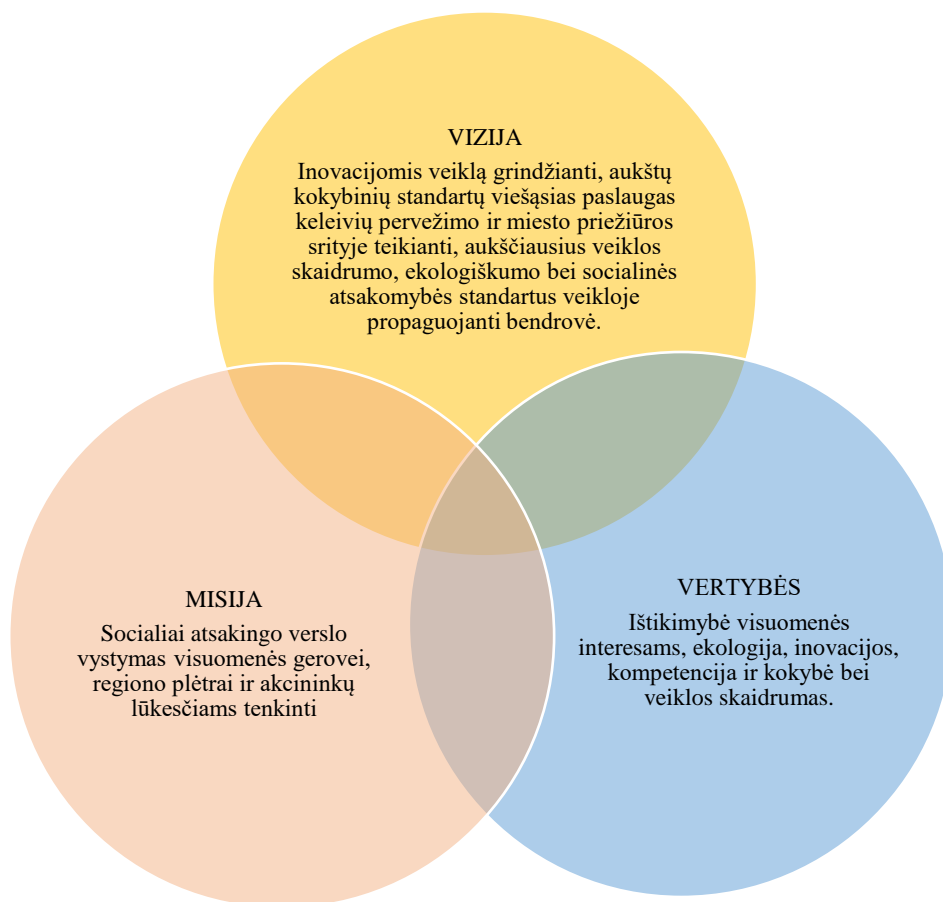 VIZIJA
Inovacijomis veiklą grindžianti, aukštų
kokybinių standartų viešąsias paslaugas
keleivių pervežimo ir miesto priežiūros
srityje teikianti, aukščiausius veiklos
skaidrumo, ekologiškumo bei socialinės
atsakomybės standartus veikloje
propaguojanti bendrovė.
MISIJA
Socialiai atsakingo verslo
vystymas visuomenės gerovei,
regiono plėtrai ir akcininkų
lūkesčiams tenkinti
VERTYBĖS
Ištikimybė visuomenės
interesams, ekologija, inovacijos,
kompetencija ir kokybė bei
veiklos skaidrumas.